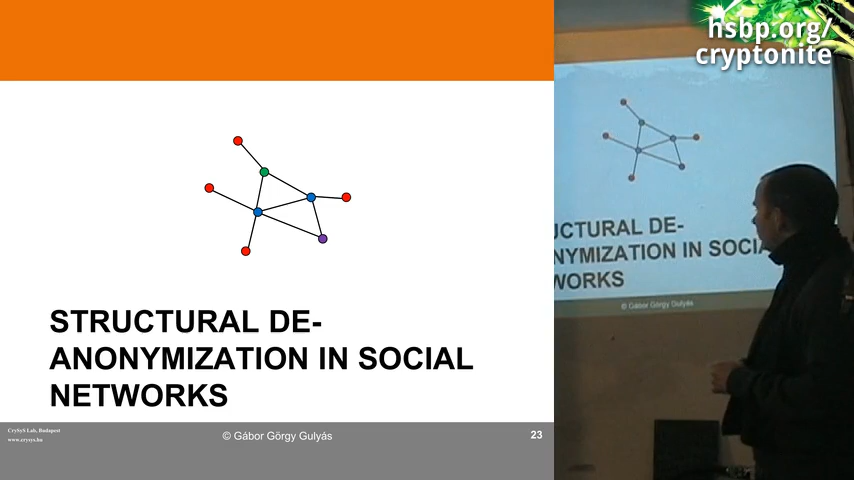 STRUCTURAL DE-
ANONYMIZATION IN SOCIAL
NETWORKS
CrySyS Lab, Budapest
www.crysys.hu
© Gábor Görgy Gulyás
23
hsbp.org/
cryptonite
UCTURAL DE-
NYMIZATION IN SOCIA
WORKS
© Gábor Görgy Gulyás